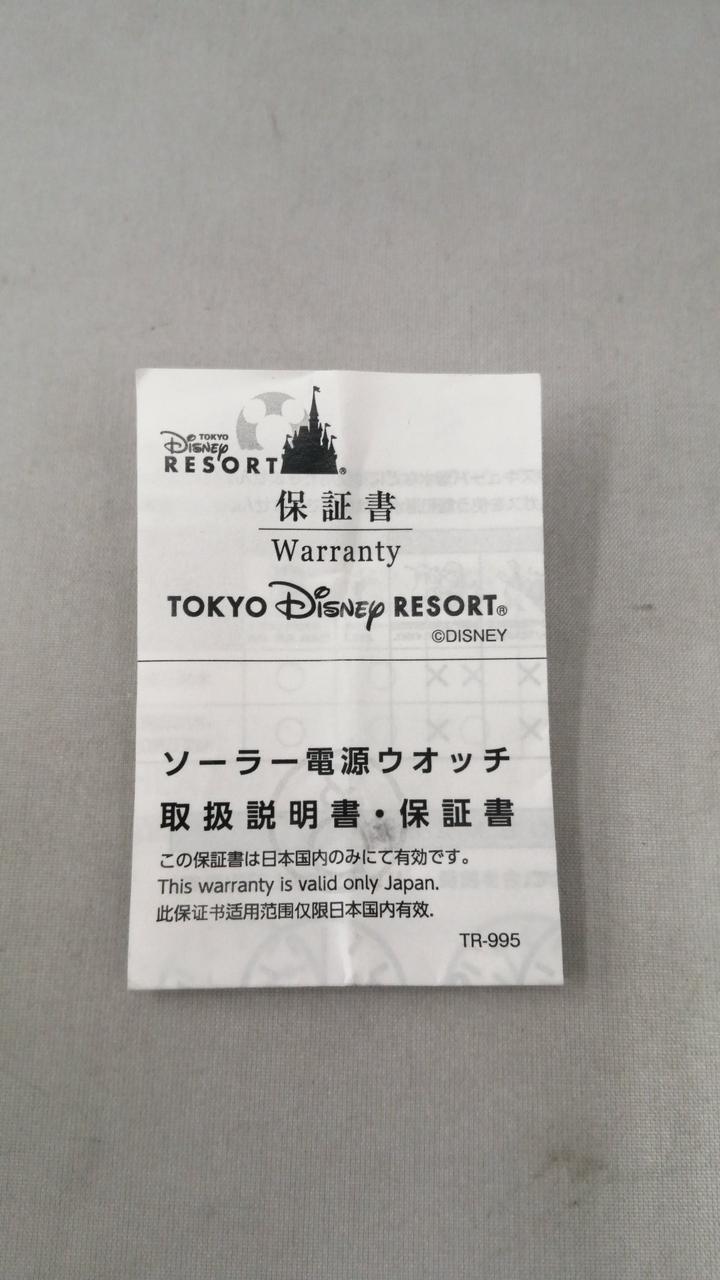 TOKYO
Disney
RESORT®
保証書
Warranty
TOKYO Disney RESORT®
©DISNEY
ソーラー電源ウオッチ
取扱説明書・保証書
この保証書は日本国内のみにて有効です。
This warranty is valid only Japan.
此保证书适用范围仅限日本国内有效.
TR-995